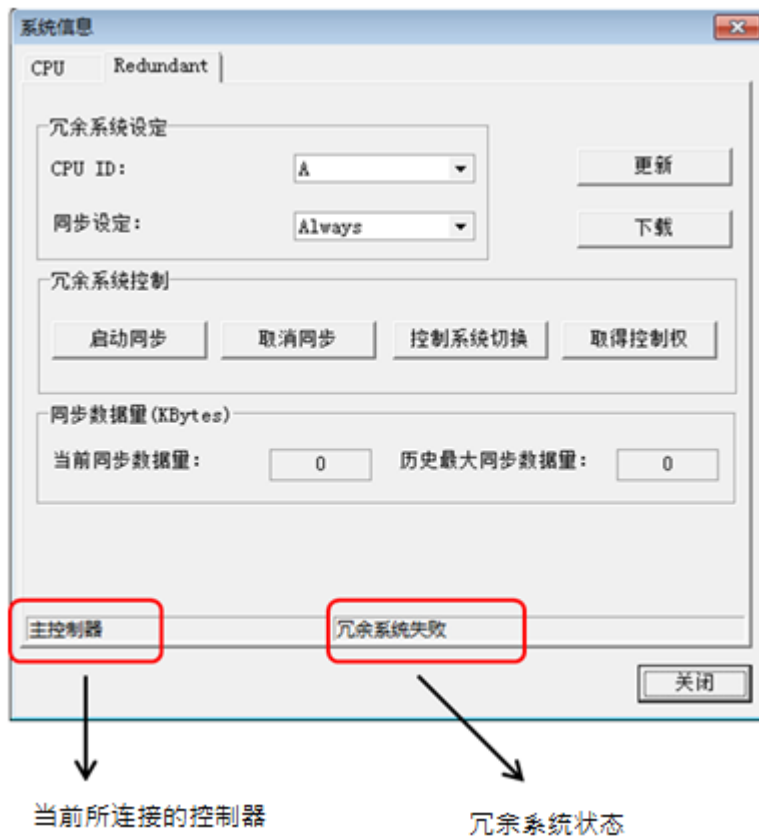 系统信息
CPU Redundant
冗余系统设定
CPU ID: A 更新
同步设定: Always 下载
冗余系统控制
启动同步 取消同步 控制系统切换 取得控制权
同步数据量(KBytes)
当前同步数据量: 0 历史最大同步数据量: 0
主控制器 冗余系统失败
关闭
当前所连接的控制器 冗余系统状态